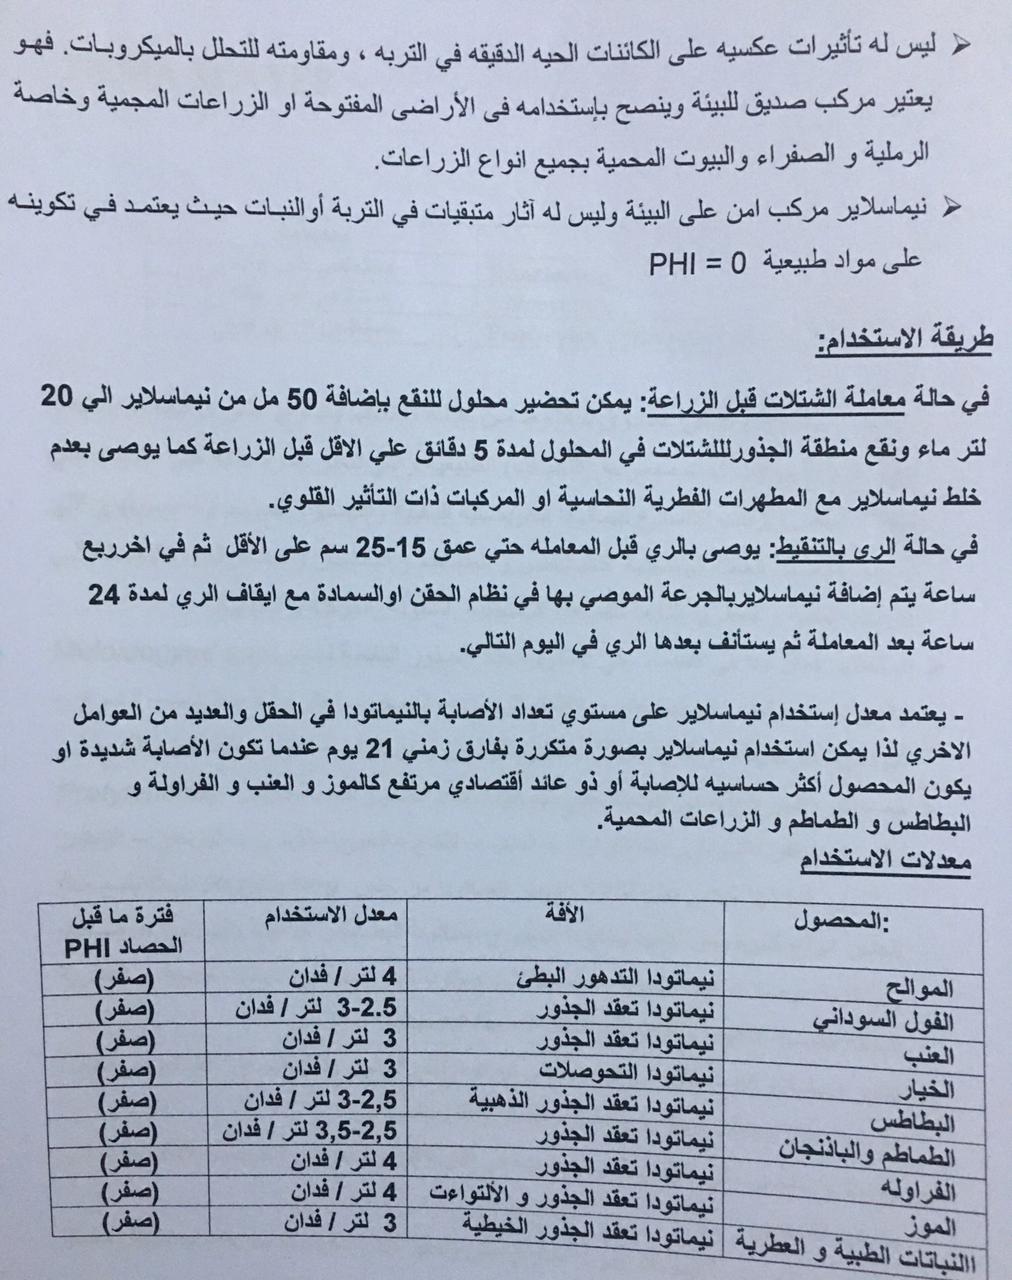 ➢ ليس له تأثيرات عكسيه على الكائنات الحيه الدقيقه في التربه ، ومقاومته للتحلل بالميكروبات. فهو
يعتبر مركب صديق للبيئة وينصح بإستخدامه فى الأراضى المفتوحة او الزراعات المجمية وخاصة
الرملية و الصفراء والبيوت المحمية بجميع انواع الزراعات.
➢ نيماسلاير مركب امن على البيئة وليس له آثار متبقيات في التربة أوالنبات حيث يعتمد في تكوينه
على مواد طبيعية PHI = 0
طريقة الاستخدام:
في حالة معاملة الشتلات قبل الزراعة: يمكن تحضير محلول للنقع بإضافة 50 مل من نيماسلاير الي 20
لتر ماء ونقع منطقة الجذورلللشتلات في المحلول لمدة 5 دقائق علي الاقل قبل الزراعة كما يوصى بعدم
خلط نيماسلاير مع المطهرات الفطرية النحاسية او المركبات ذات التأثير القلوي.
في حالة الري بالتنقيط: يوصى بالري قبل المعامله حتي عمق 15-25 سم على الأقل ثم في اخرربع
ساعة يتم إضافة نيماسلايربالجرعة الموصي بها في نظام الحقن اوالسمادة مع ايقاف الري لمدة 24
ساعة بعد المعاملة ثم يستأنف بعدها الري في اليوم التالي.
- يعتمد معدل إستخدام نيماسلاير على مستوي تعداد الأصابة بالنيماتودا في الحقل والعديد من العوامل
الاخري لذا يمكن استخدام نيماسلاير بصورة متكررة بفارق زمني 21 يوم عندما تكون الأصابة شديدة او
يكون المحصول أكثر حساسيه للإصابة أو ذو عائد أقتصادي مرتفع كالموز و العنب و الفراولة و
البطاطس و الطماطم و الزراعات المحمية.
معدلات الاستخدام
:المحصول الأفة معدل الاستخدام فترة ما قبل
الحصاد PHI
الموالح نيماتودا التدهور البطئ 4 لتر / فدان (صفر)
الفول السوداني نيماتودا تعقد الجذور 2.5-3 لتر / فدان (صفر)
العنب نيماتودا تعقد الجذور 3 لتر / فدان (صفر)
الخيار نيماتودا التحوصلات 3 لتر / فدان (صفر)
البطاطس نيماتودا تعقد الجذور الذهبية 2,5-3 لتر / فدان (صفر)
الطماطم والباذنجان نيماتودا تعقد الجذور 2,5-3,5 لتر / فدان (صفر)
الفراوله نيماتودا تعقد الجذور 4 لتر / فدان (صفر)
الموز نيماتودا تعقد الجذور و الألتواءت 4 لتر / فدان (صفر)
االنباتات الطبية و العطرية نيماتودا تعقد الجذور الخيطية 3 لتر / فدان (صفر)